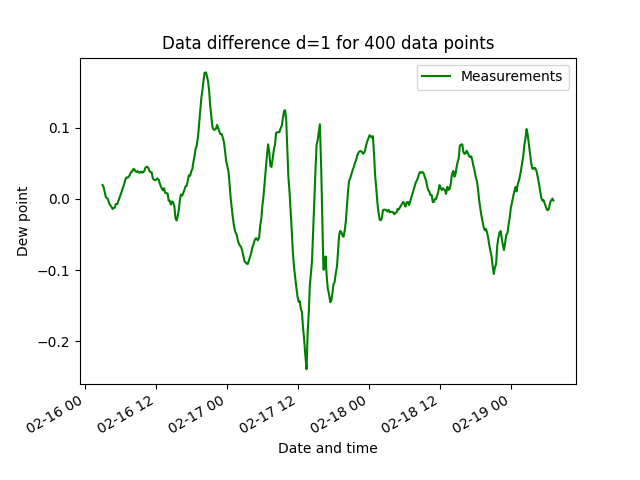 Data difference d=1 for 400 data points
Measurements
0.1
0.0
−0.1
−0.2
Dew point
02-16 00
02-16 12
02-17 00
02-17 12
02-18 00
02-18 12
02-19 00
Date and time